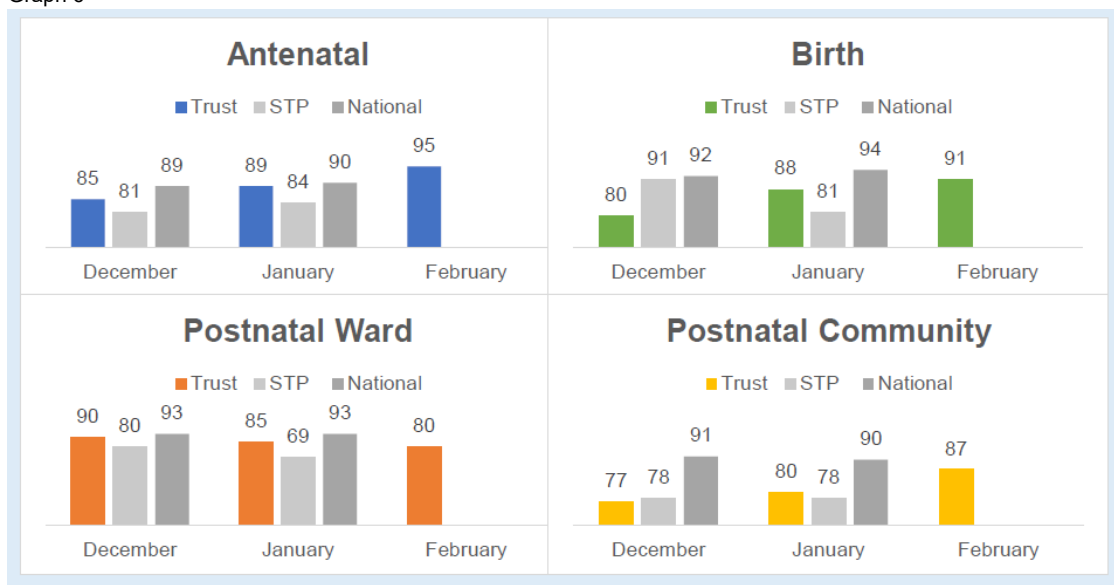 Antenatal
Trust STP National
85 81 89 89 84 90 95
December January February
Birth
Trust STP National
80 91 92 88 81 94 91
December January February
Postnatal Ward
Trust STP National
90 80 93 85 69 93 80
December January February
Postnatal Community
Trust STP National
77 78 91 80 78 90 87
December January February